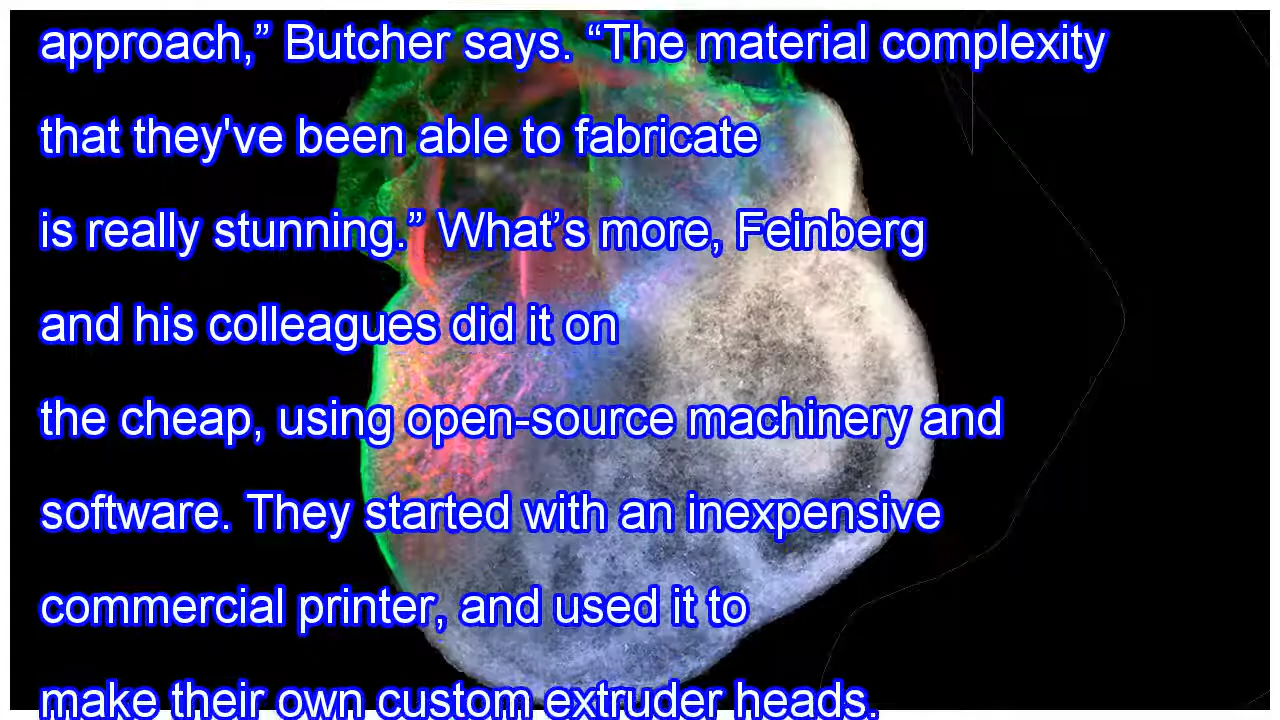 approach,” Butcher says. “The material complexity
that they've been able to fabricate
is really stunning.” What’s more, Feinberg
and his colleagues did it on
the cheap, using open-source machinery and
software. They started with an inexpensive
commercial printer, and used it to
make their own custom extruder heads.